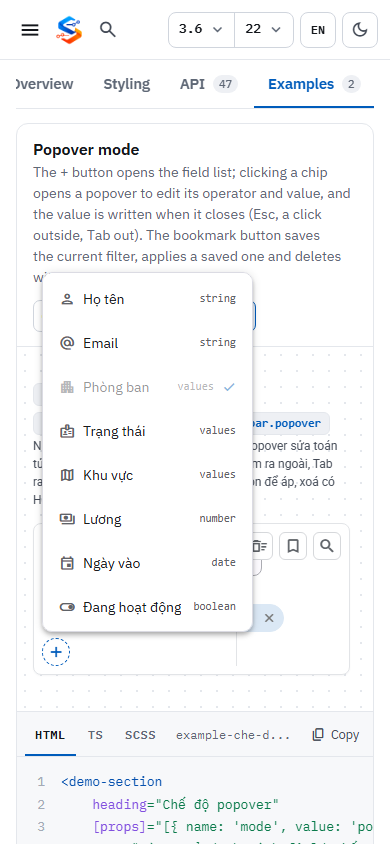 3.6 22 EN
Overview Styling API 47 Examples 2
Popover mode
The + button opens the field list; clicking a chip
opens a popover to edit its operator and value, and
the value is written when it closes (Esc, a click
outside, Tab out). The bookmark button saves
the current filter, applies a saved one and deletes
Họ tên string
Email string
Phòng ban values
bar.popover
Trạng thái values
popover sửa toán
ra ngoài, Tab
Khu vực values
để áp, xoá có
Lương number
Ngày vào date
Đang hoạt động boolean
HTML TS SCSS example-che-d... Copy
1 <demo-section
2 heading="Chế độ popover"
3 [props]="[{ name: 'mode', value: 'po